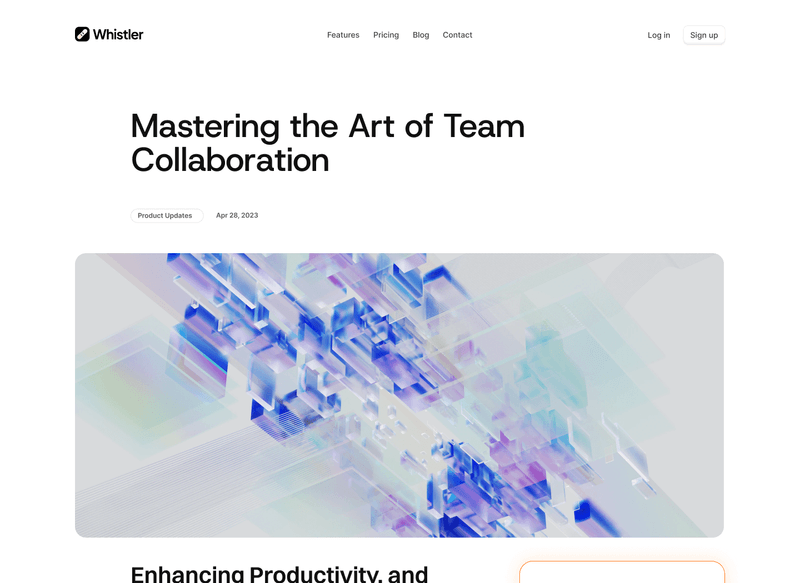 Whistler
Features Pricing Blog Contact
Log in Sign up
Mastering the Art of Team
Collaboration
Product Updates Apr 28, 2023
Enhancing Productivity, and